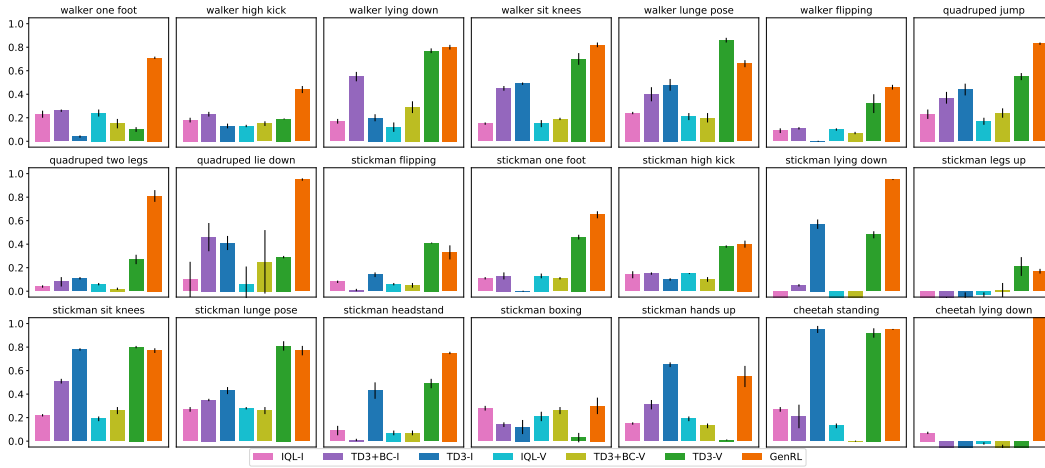 walker one foot
walker high kick
walker lying down
walker sit knees
walker lunge pose
walker flipping
quadruped jump
1.0
0.8
0.6
0.4
0.2
0.0
quadruped two legs
quadruped lie down
stickman flipping
stickman one foot
stickman high kick
stickman lying down
stickman legs up
1.0
0.8
0.6
0.4
0.2
0.0
stickman sit knees
stickman lunge pose
stickman headstand
stickman boxing
stickman hands up
cheetah standing
cheetah lying down
1.0
0.8
0.6
0.4
0.2
0.0
IQL-I
TD3+BC-I
TD3-I
IQL-V
TD3+BC-V
TD3-V
GenRL